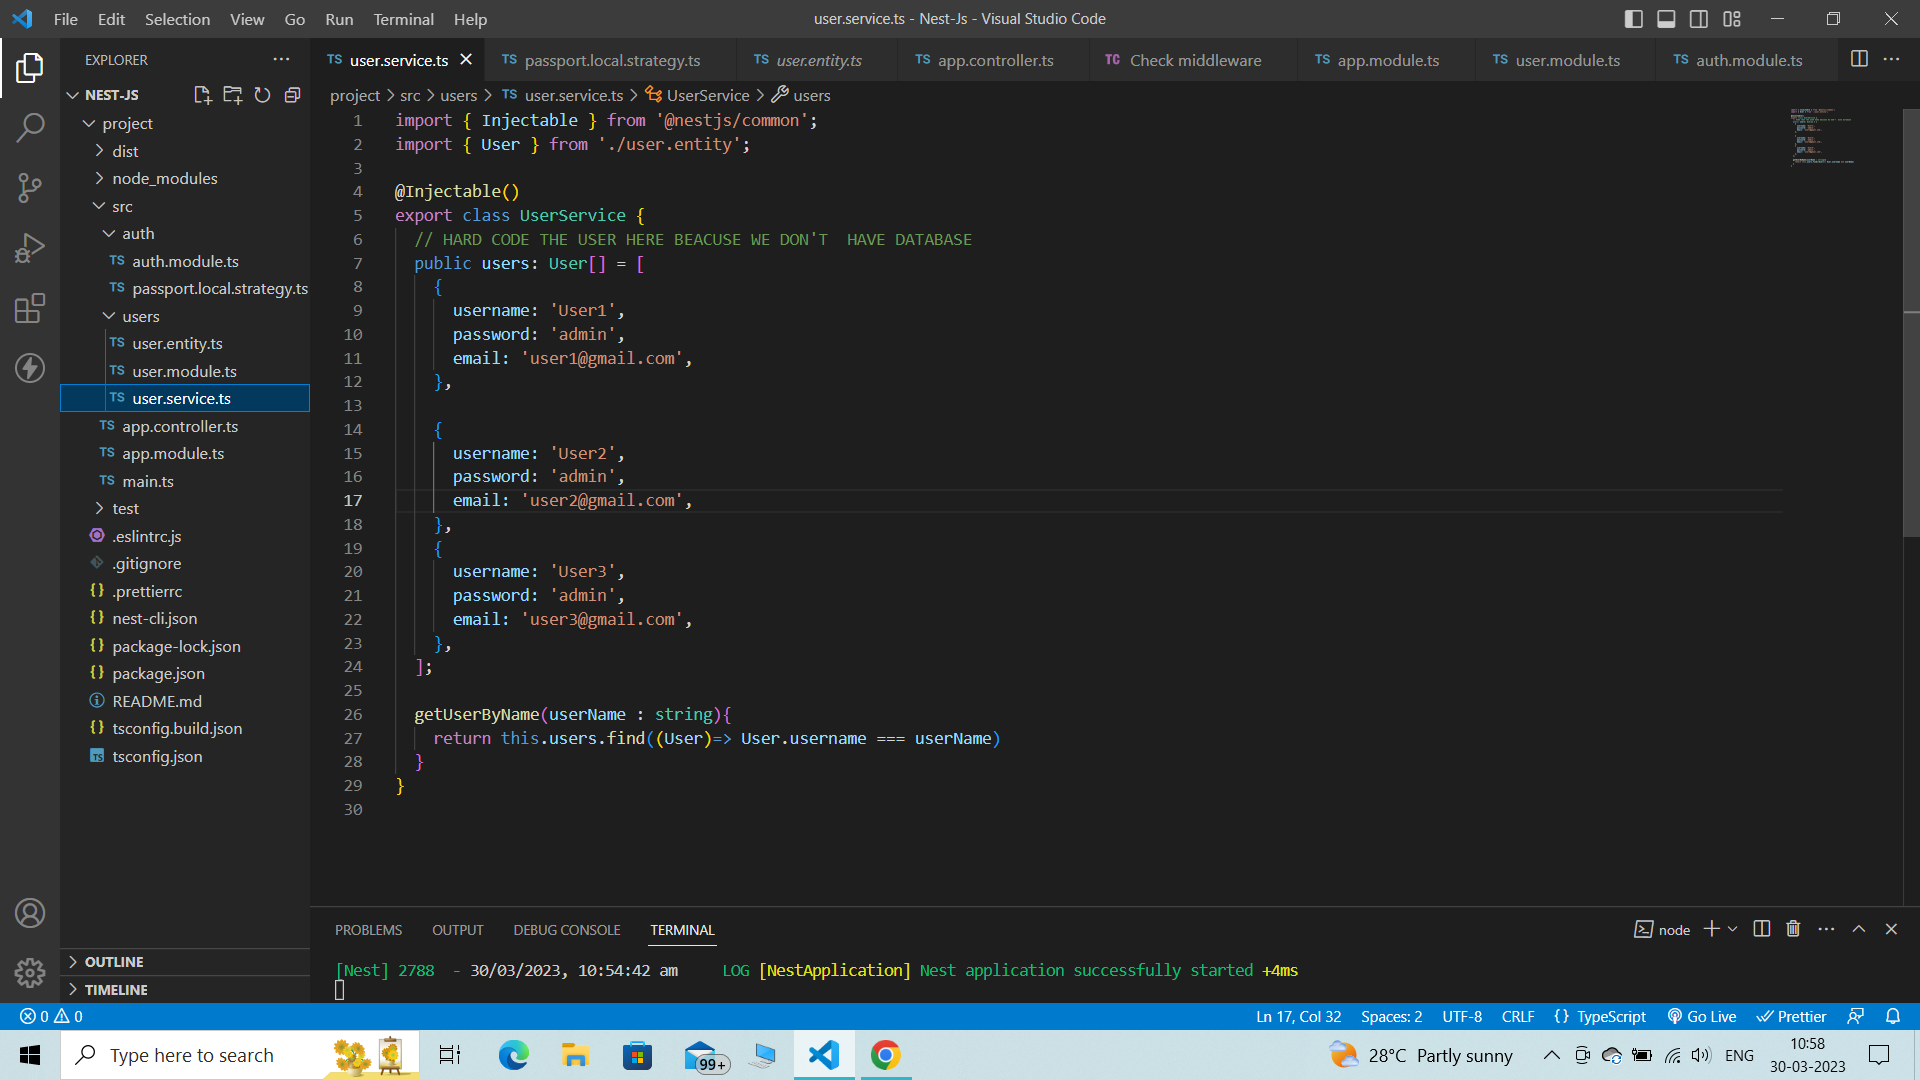 File Edit Selection View Go Run Terminal Help
user.service.ts - Nest-Js - Visual Studio Code
EXPLORER
NEST-JS
project
dist
node_modules
src
auth
TS auth.module.ts
TS passport.local.strategy.ts
users
TS user.entity.ts
TS user.module.ts
TS user.service.ts
TS app.controller.ts
TS app.module.ts
TS main.ts
test
.eslintrc.js
.gitignore
{} .prettierrc
{} nest-cli.json
{} package-lock.json
{} package.json
README.md
{} tsconfig.build.json
TS tsconfig.json
OUTLINE
TIMELINE
TS user.service.ts TS passport.local.strategy.ts TS user.entity.ts TS app.controller.ts TC Check middleware TS app.module.ts TS user.module.ts TS auth.module.ts
project > src > users > TS user.service.ts > UserService > users
1 import { Injectable } from '@nestjs/common';
2 import { User } from './user.entity';
3
4 @Injectable()
5 export class UserService {
6 // HARD CODE THE USER HERE BEACUSE WE DON'T  HAVE DATABASE
7 public users: User[] = [
8 {
9 username: 'User1',
10 password: 'admin',
11 email: 'user1@gmail.com',
12 },
13
14 {
15 username: 'User2',
16 password: 'admin',
17 email: 'user2@gmail.com',
18 },
19 {
20 username: 'User3',
21 password: 'admin',
22 email: 'user3@gmail.com',
23 },
24 ];
25
26 getUserByName(userName : string){
27 return this.users.find((User)=> User.username === userName)
28 }
29 }
30
PROBLEMS OUTPUT DEBUG CONSOLE TERMINAL
node
[Nest] 2788  - 30/03/2023, 10:54:42 am     LOG [NestApplication] Nest application successfully started +4ms
0 0
Ln 17, Col 32 Spaces: 2 UTF-8 CRLF {} TypeScript Go Live Prettier
Type here to search
99+
28°C Partly sunny
ENG
10:58
30-03-2023